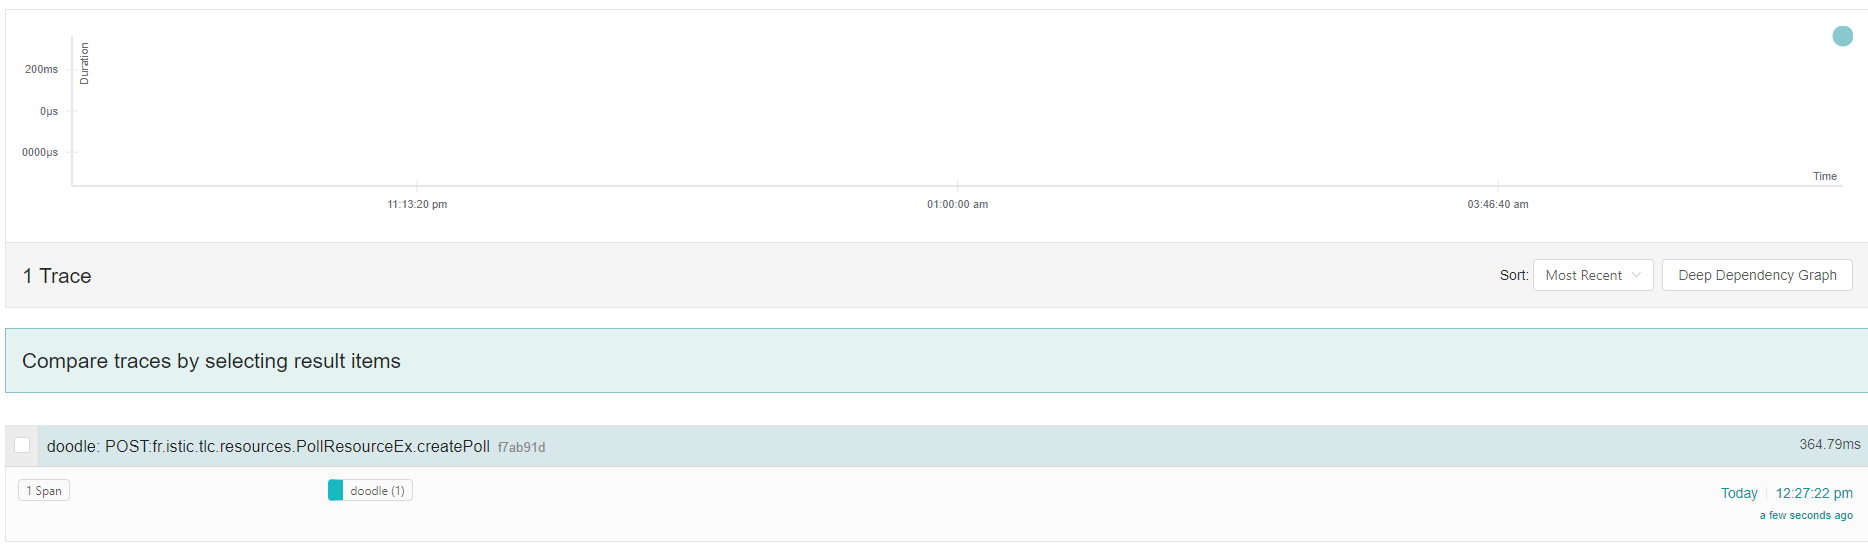 Duration
200ms
0µs
0000µs
Time
11:13:20 pm
01:00:00 am
03:46:40 am
1 Trace
Sort: Most Recent Deep Dependency Graph
Compare traces by selecting result items
doodle: POST:fr.istic.tlc.resources.PollResourceEx.createPoll f7ab91d 364.79ms
1 Span doodle (1) Today 12:27:22 pm
a few seconds ago